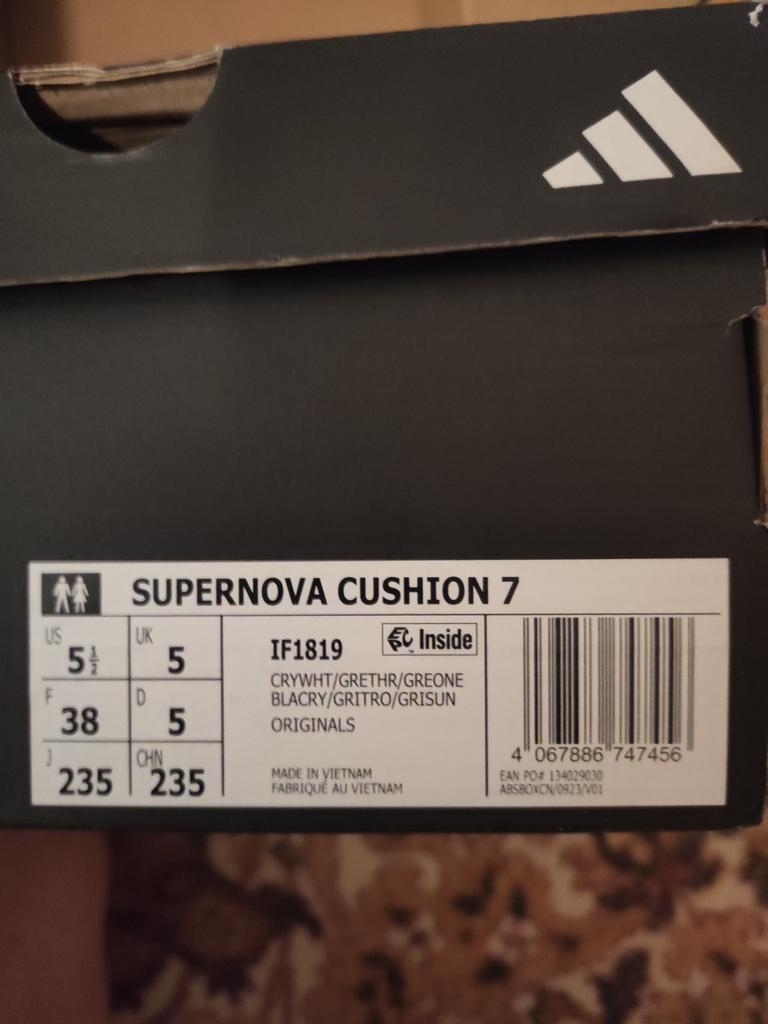 SUPERNOVA CUSHION 7
US 5½
UK 5
F 38
D 5
J 235
CHN 235
IF1819
Inside
CRYWHT/GRETHR/GREONE
BLACRY/GRITRO/GRISUN
ORIGINALS
MADE IN VIETNAM
FABRIQUÉ AU VIETNAM
4 067886 747456
EAN PO# 134029030
ABSBOXCN/0923/V01